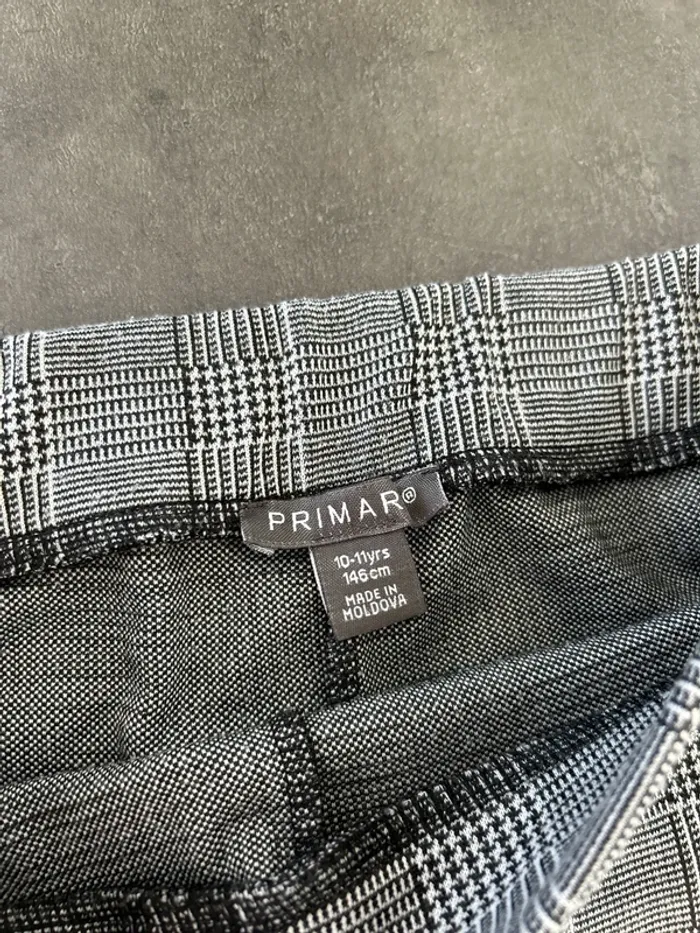 PRIMAR®
10-11yrs
146cm
MADE IN
MOLDOVA